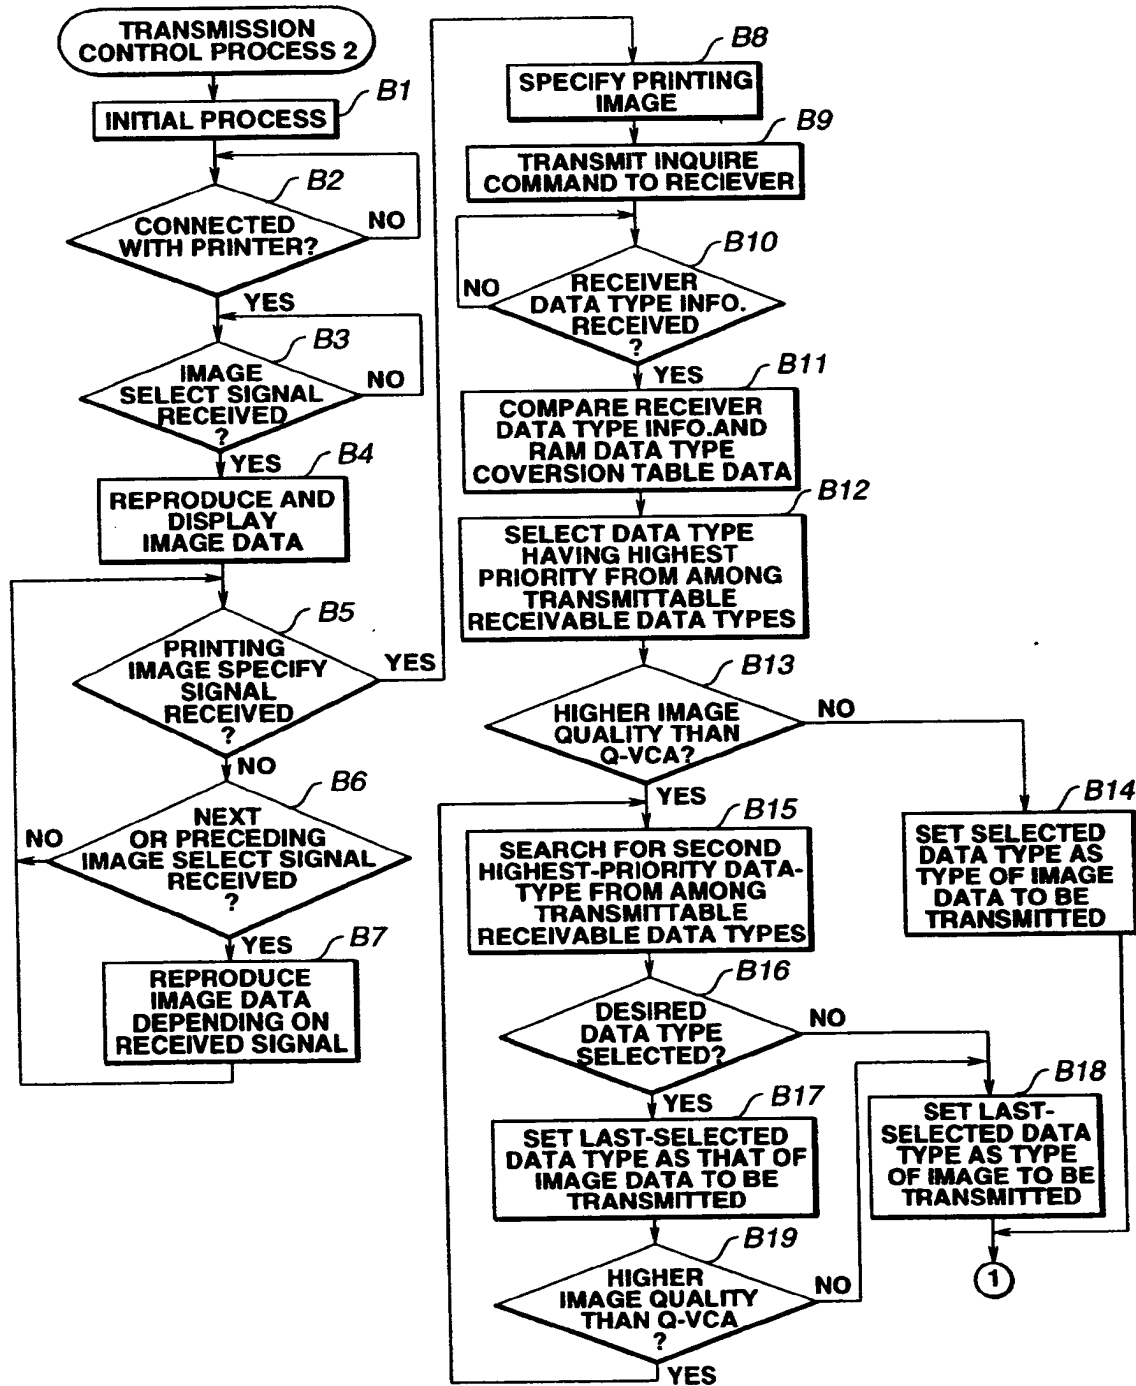 TRANSMISSION
CONTROL PROCESS 2
B1
INITIAL PROCESS
B2
CONNECTED
WITH PRINTER?
NO
YES
B3
IMAGE
SELECT SIGNAL
RECEIVED
?
NO
YES
B4
REPRODUCE AND
DISPLAY
IMAGE DATA
B5
PRINTING
IMAGE SPECIFY
SIGNAL
RECEIVED
?
YES
NO
B6
NEXT
OR PRECEDING
IMAGE SELECT SIGNAL
RECEIVED
?
NO
YES
B7
REPRODUCE
IMAGE DATA
DEPENDING ON
RECEIVED SIGNAL
B8
SPECIFY PRINTING
IMAGE
B9
TRANSMIT INQUIRE
COMMAND TO RECIEVER
B10
RECEIVER
DATA TYPE INFO.
RECEIVED
?
NO
YES
B11
COMPARE RECEIVER
DATA TYPE INFO.AND
RAM DATA TYPE
COVERSION TABLE DATA
B12
SELECT DATA TYPE
HAVING HIGHEST
PRIORITY FROM AMONG
TRANSMITTABLE
RECEIVABLE DATA TYPES
B13
HIGHER IMAGE
QUALITY THAN
Q-VCA?
NO
YES
B14
SET SELECTED
DATA TYPE AS
TYPE OF IMAGE
DATA TO BE
TRANSMITTED
B15
SEARCH FOR SECOND
HIGHEST-PRIORITY DATA-
TYPE FROM AMONG
TRANSMITTABLE
RECEIVABLE DATA TYPES
B16
DESIRED
DATA TYPE
SELECTED?
NO
YES
B17
SET LAST-SELECTED
DATA TYPE AS THAT OF
IMAGE DATA TO BE
TRANSMITTED
B18
SET LAST-
SELECTED DATA
TYPE AS TYPE
OF IMAGE TO BE
TRANSMITTED
B19
HIGHER
IMAGE QUALITY
THAN Q-VCA
?
NO
YES
1